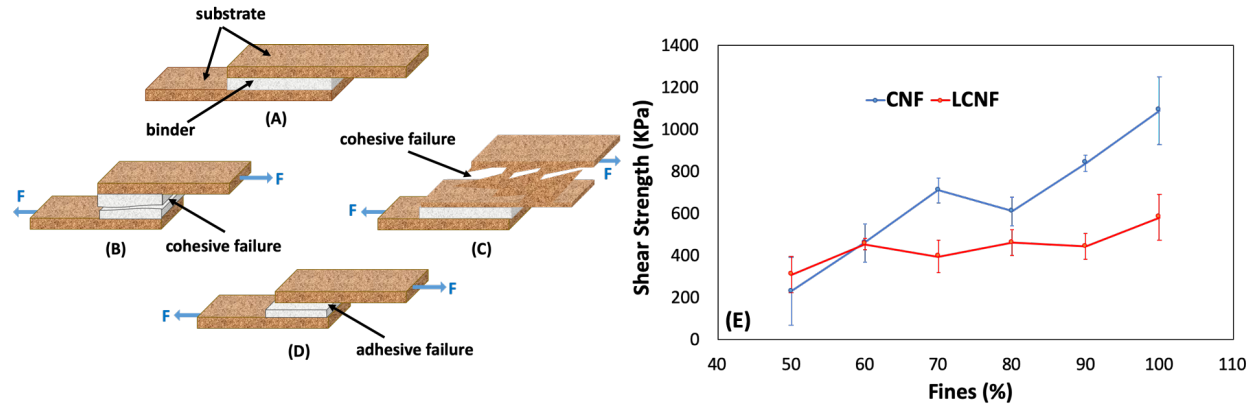 substrate
binder
(A)
F
F
cohesive failure
(B)
cohesive failure
F
F
(C)
F
F
adhesive failure
(D)
Shear Strength (KPa)
1400
1200
1000
800
600
400
200
0
CNF
LCNF
(E)
40
50
60
70
80
90
100
110
Fines (%)